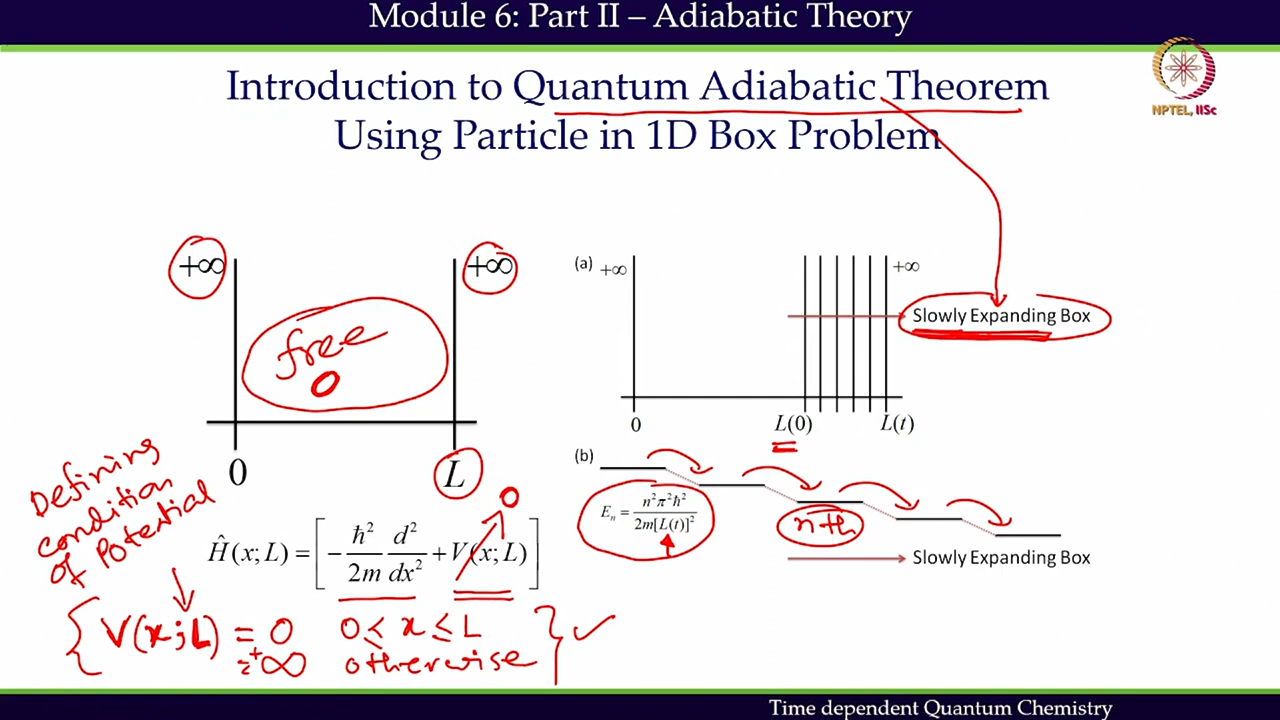 Module 6: Part II – Adiabatic Theory
Introduction to Quantum Adiabatic Theorem
Using Particle in 1D Box Problem
NPTEL, IISc
+∞ +∞
free
0
0 L
Defining
condition
of Potential
0
Ĥ(x; L) = [ - ħ²/2m d²/dx² + V(x; L) ]
{ V(x;L) = 0 0 ≤ x ≤ L } ✓
= +∞ otherwise
(a) +∞ +∞
Slowly Expanding Box
0 L(0) L(t)
(b)
Eₙ = n²π²ħ² / 2m[L(t)]²
nth
Slowly Expanding Box
Time dependent Quantum Chemistry